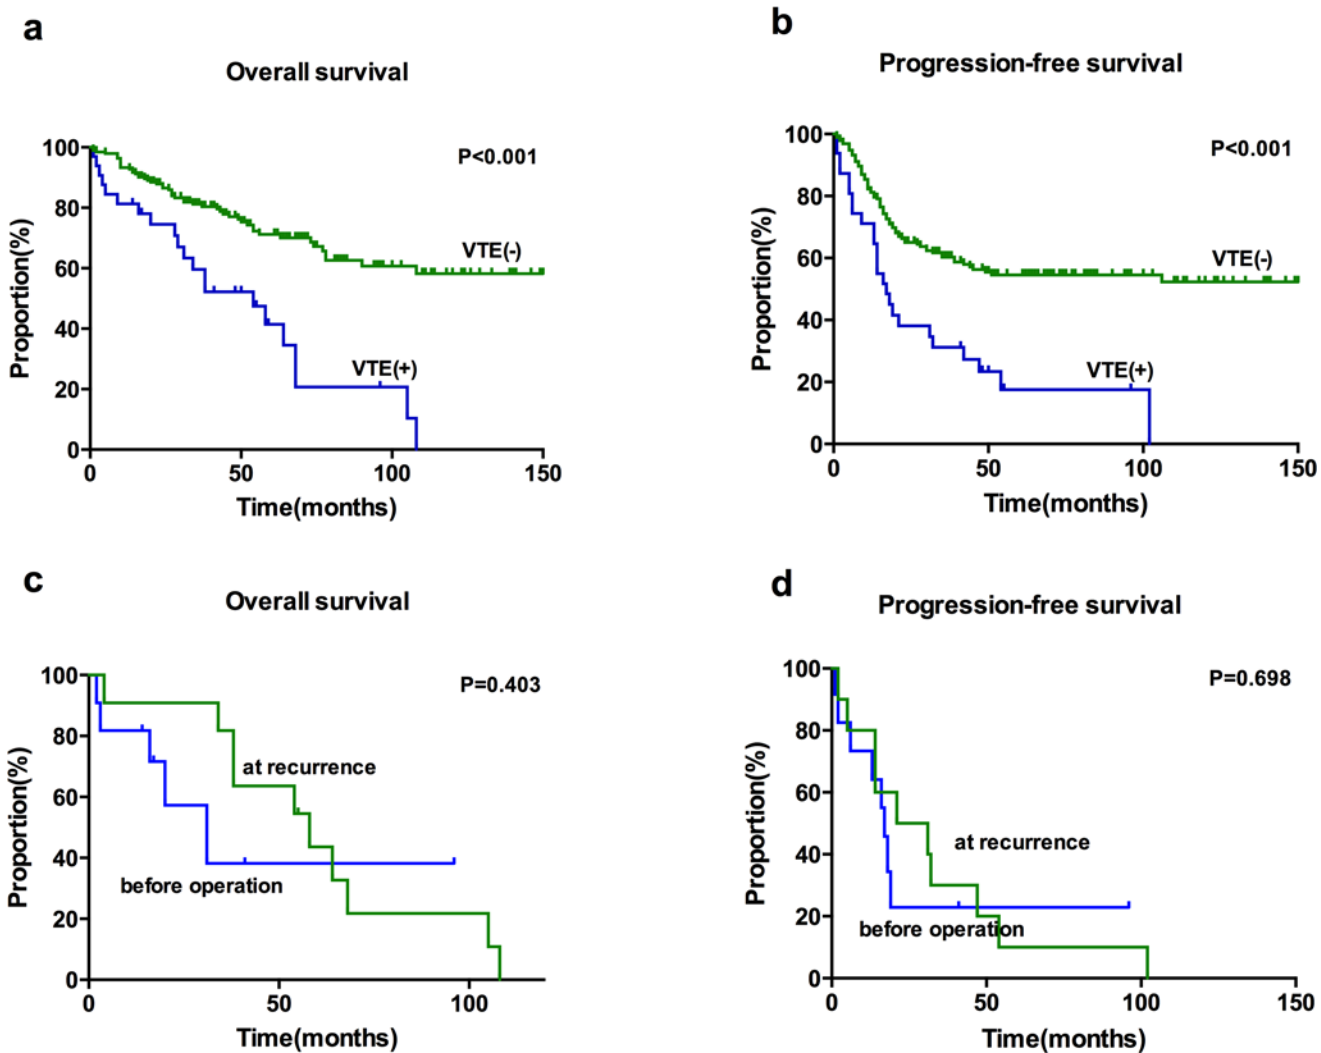 a
Overall survival
P<0.001
100
80
60
40
20
0
Proportion(%)
VTE(-)
VTE(+)
0 50 100 150
Time(months)
b
Progression-free survival
P<0.001
100
80
60
40
20
0
Proportion(%)
VTE(-)
VTE(+)
0 50 100 150
Time(months)
c
Overall survival
P=0.403
100
80
60
40
20
0
Proportion(%)
at recurrence
before operation
0 50 100
Time(months)
d
Progression-free survival
P=0.698
100
80
60
40
20
0
Proportion(%)
at recurrence
before operation
0 50 100 150
Time(months)